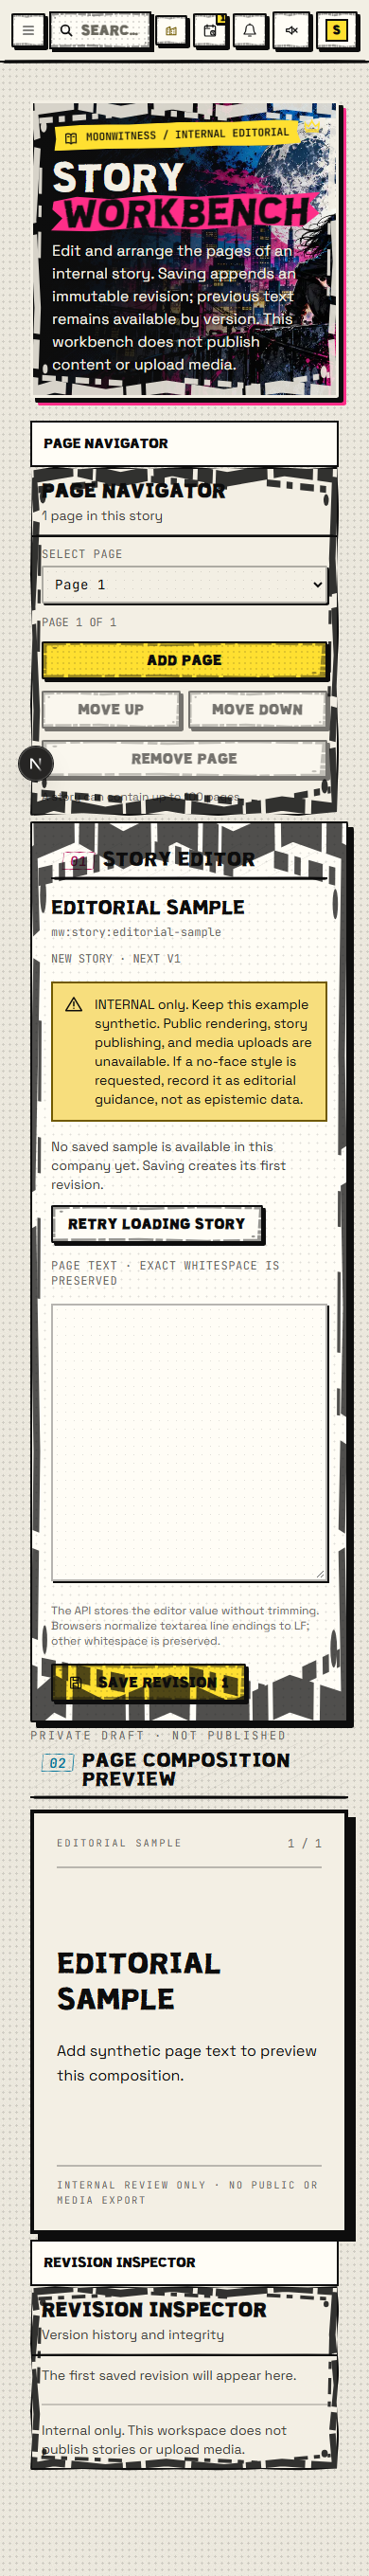 SEARC…
1
S
MOONWITNESS / INTERNAL EDITORIAL
STORY
WORKBENCH
Edit and arrange the pages of an
internal story. Saving appends an
immutable revision; previous text
remains available by version. This
workbench does not publish
content or upload media.
PAGE NAVIGATOR
PAGE NAVIGATOR
1 page in this story
SELECT PAGE
Page 1
PAGE 1 OF 1
ADD PAGE
MOVE UP
MOVE DOWN
REMOVE PAGE
N
can contain up to
pages.
01 STORY EDITOR
EDITORIAL SAMPLE
mw:story:editorial-sample
NEW STORY · NEXT V1
INTERNAL only. Keep this example
synthetic. Public rendering, story
publishing, and media uploads are
unavailable. If a no-face style is
requested, record it as editorial
guidance, not as epistemic data.
No saved sample is available in this
company yet. Saving creates its first
revision.
RETRY LOADING STORY
PAGE TEXT · EXACT WHITESPACE IS
PRESERVED
The API stores the editor value without trimming.
Browsers normalize textarea line endings to LF;
other whitespace is preserved.
SAVE REVISION 1
PRIVATE DRAFT · NOT PUBLISHED
02 PAGE COMPOSITION
PREVIEW
EDITORIAL SAMPLE
1 / 1
EDITORIAL
SAMPLE
Add synthetic page text to preview
this composition.
INTERNAL REVIEW ONLY · NO PUBLIC OR
MEDIA EXPORT
REVISION INSPECTOR
REVISION INSPECTOR
Version history and integrity
The first saved revision will appear here.
Internal only. This workspace does not
publish stories or upload media.